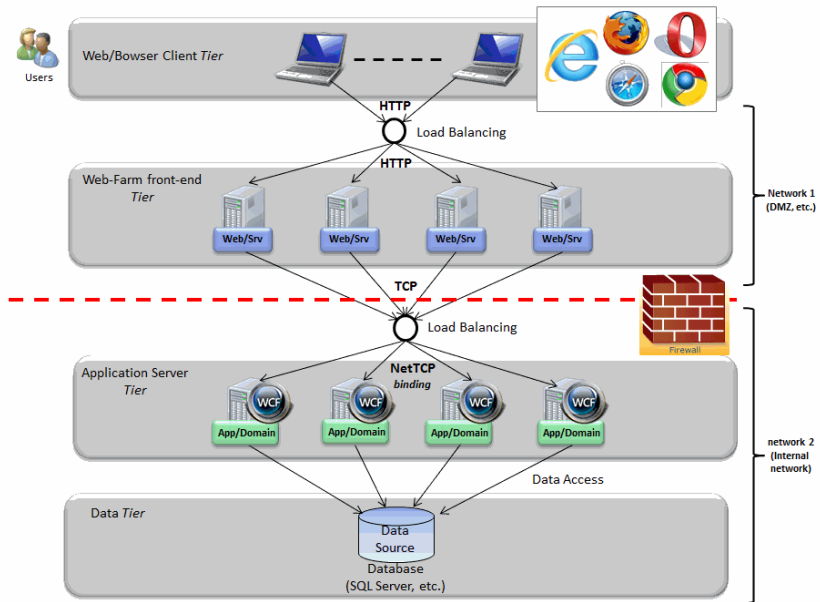 Users
Web/Bowser Client Tier
HTTP
Load Balancing
HTTP
Web-Farm front-end
Tier
Web/Srv
Web/Srv
Web/Srv
Web/Srv
Network 1
(DMZ, etc.)
TCP
Load Balancing
Firewall
Application Server
Tier
NetTCP
binding
WCF
WCF
WCF
WCF
App/Domain
App/Domain
App/Domain
App/Domain
network 2
(Internal
network)
Data Access
Data Tier
Data
Source
Database
(SQL Server, etc.)